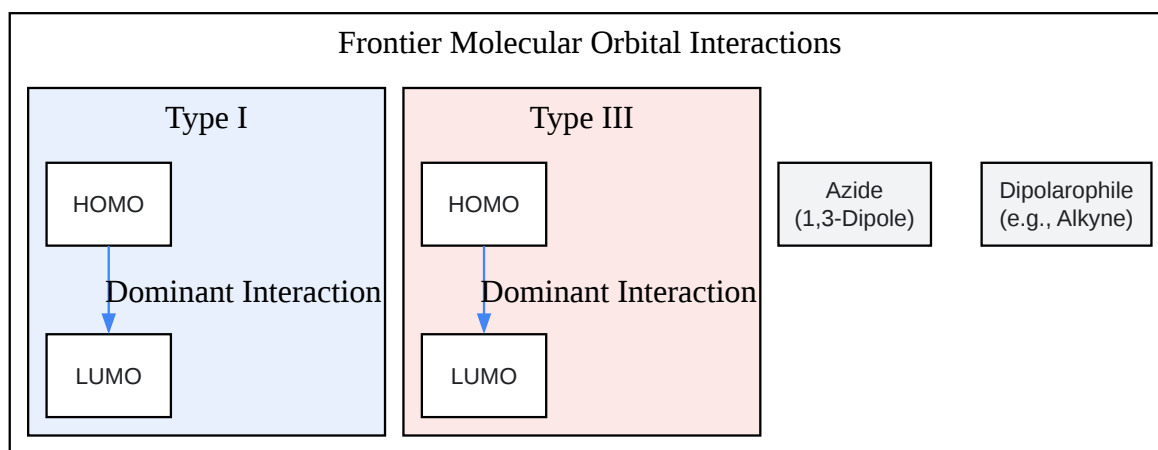 Frontier Molecular Orbital Interactions
Type I
Type III
HOMO
HOMO
Azide
(1,3-Dipole)
Dipolarophile
(e.g., Alkyne)
Dominant Interaction
Dominant Interaction
LUMO
LUMO